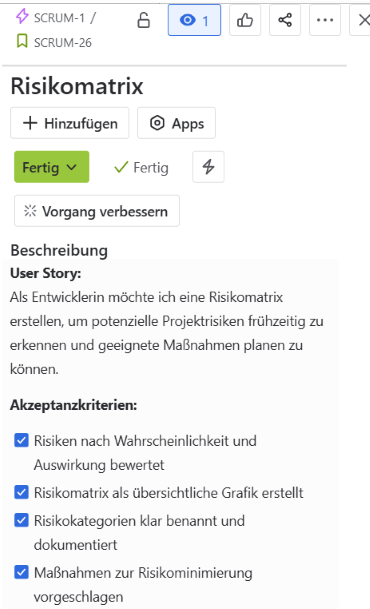 SCRUM-1 /
SCRUM-26
1
Risikomatrix
Hinzufügen
Apps
Fertig
Fertig
Vorgang verbessern
Beschreibung
User Story:
Als Entwicklerin möchte ich eine Risikomatrix
erstellen, um potenzielle Projektrisiken frühzeitig zu
erkennen und geeignete Maßnahmen planen zu
können.
Akzeptanzkriterien:
Risiken nach Wahrscheinlichkeit und
Auswirkung bewertet
Risikomatrix als übersichtliche Grafik erstellt
Risikokategorien klar benannt und
dokumentiert
Maßnahmen zur Risikominimierung
vorgeschlagen